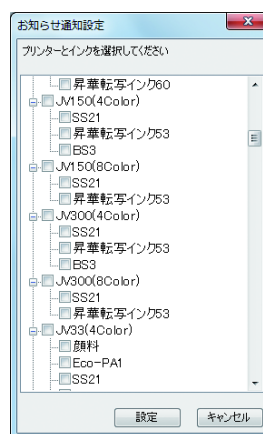 お知らせ通知設定
プリンターとインクを選択してください
昇華転写インク60
JV150(4Color)
SS21
昇華転写インク53
BS3
JV150(8Color)
SS21
昇華転写インク53
JV300(4Color)
SS21
昇華転写インク53
BS3
JV300(8Color)
SS21
昇華転写インク53
JV33(4Color)
顔料
Eco-PA1
SS21
設定
キャンセル